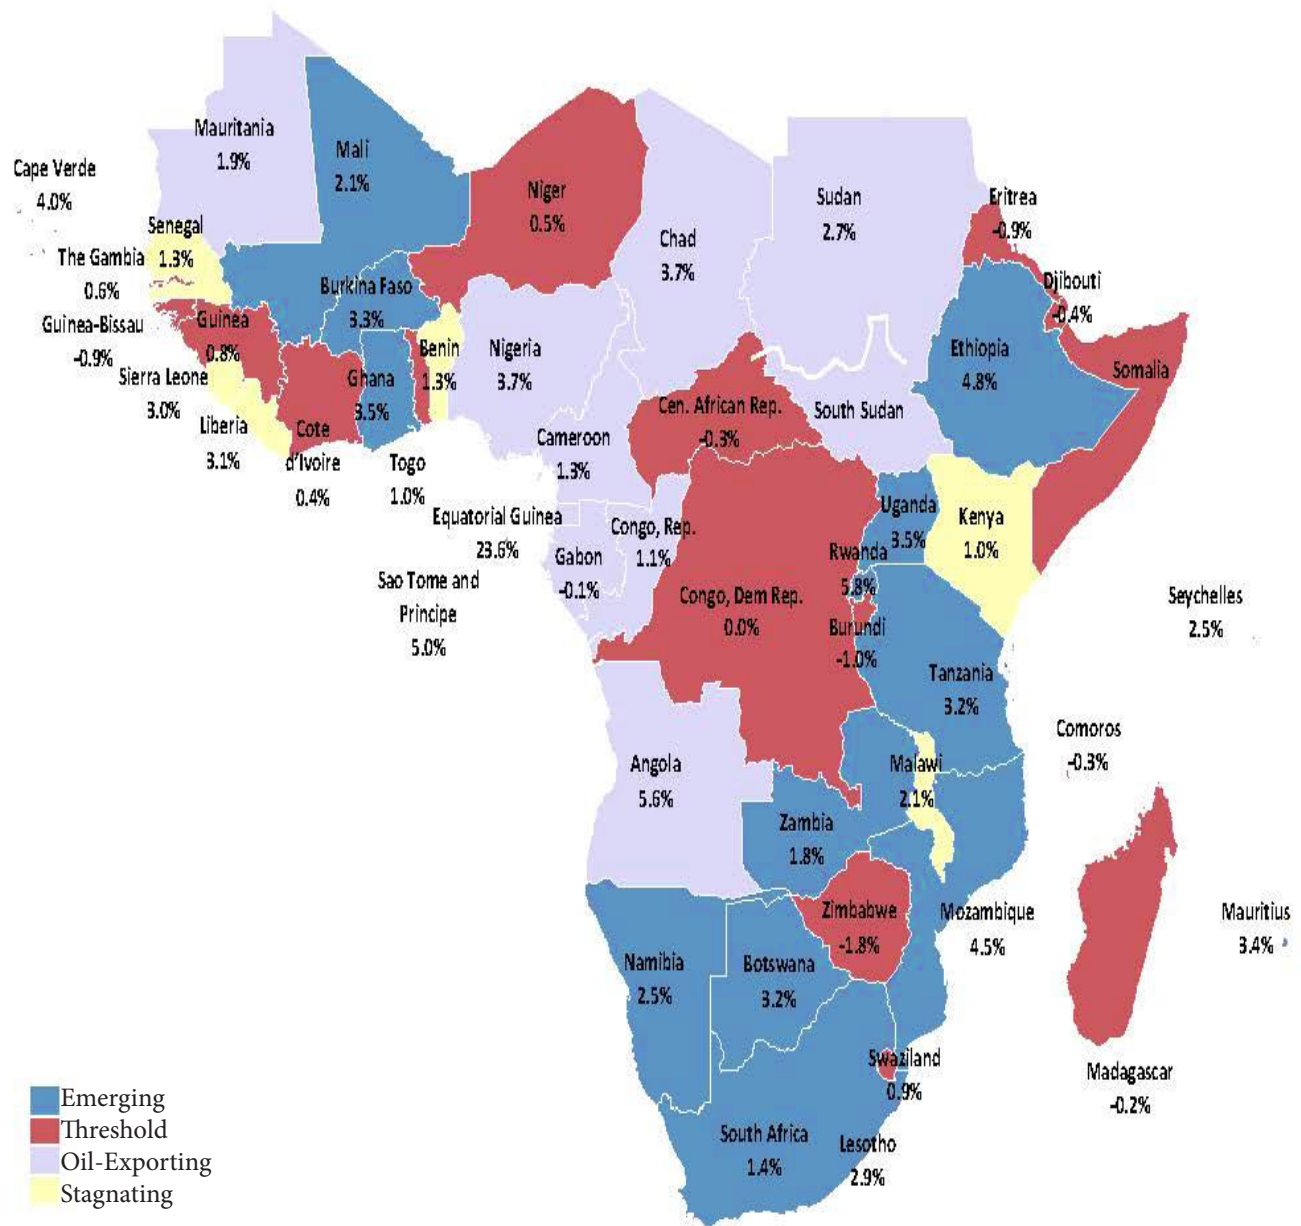 Mauritania
1.9%
Mali
2.1%
Cape Verde
4.0%
Niger
0.5%
Chad
3.7%
Sudan
2.7%
Eritrea
-0.9%
Senegal
1.3%
The Gambia
0.6%
Djibouti
-0.4%
Burkina Faso
3.3%
Guinea-Bissau
-0.9%
Guinea
0.8%
Benin
1.3%
Nigeria
3.7%
Ethiopia
4.8%
Somalia
Sierra Leone
3.0%
Ghana
3.5%
Cen. African Rep.
-0.3%
South Sudan
Liberia
3.1%
Cote
d'Ivoire
0.4%
Togo
1.0%
Cameroon
1.3%
Equatorial Guinea
23.6%
Gabon
-0.1%
Congo, Rep.
1.1%
Uganda
3.5%
Kenya
1.0%
Rwanda
5.8%
Sao Tome and
Principe
5.0%
Congo, Dem Rep.
0.0%
Burundi
-1.0%
Seychelles
2.5%
Tanzania
3.2%
Comoros
-0.3%
Angola
5.6%
Malawi
2.1%
Zambia
1.8%
Zimbabwe
-1.8%
Mozambique
4.5%
Mauritius
3.4%
Namibia
2.5%
Botswana
3.2%
Swaziland
0.9%
Madagascar
-0.2%
South Africa
1.4%
Lesotho
2.9%
Emerging
Threshold
Oil-Exporting
Stagnating